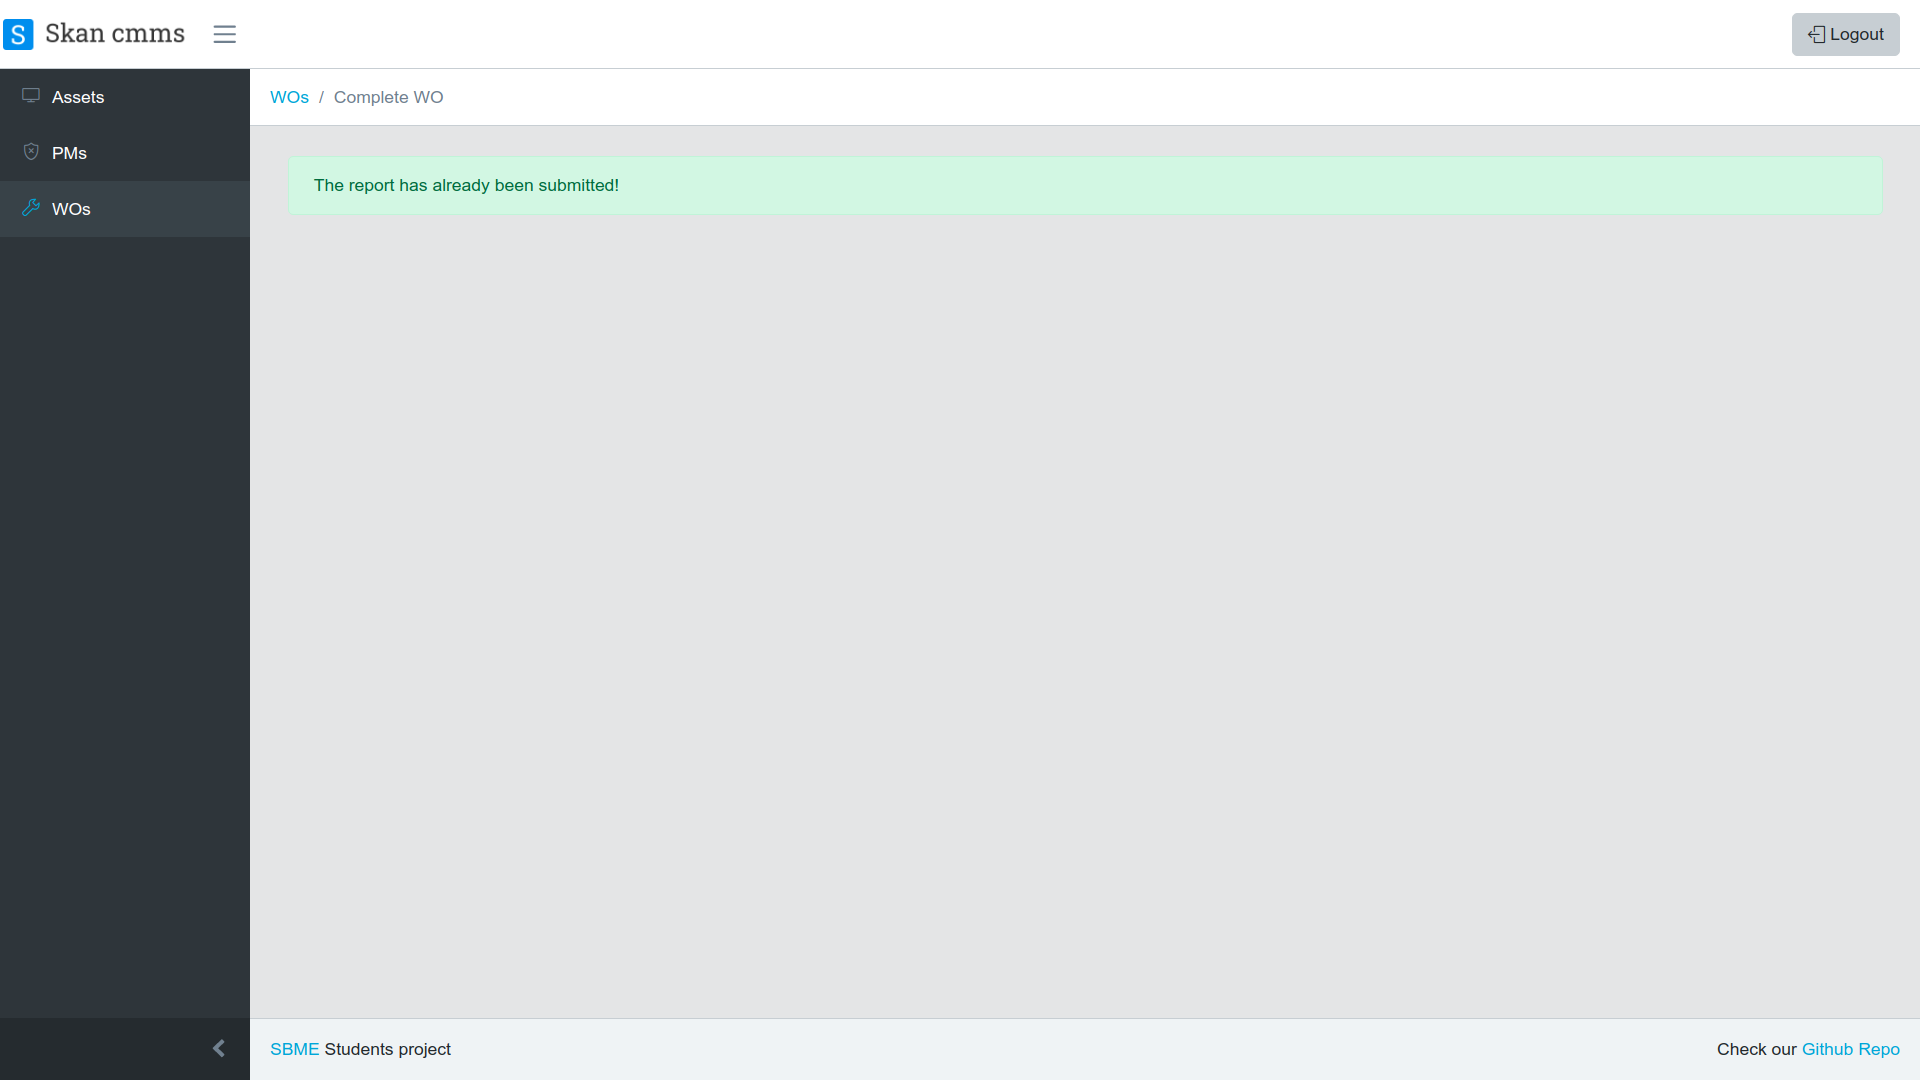 S Skan cmms
Logout
Assets
PMs
WOs
WOs / Complete WO
The report has already been submitted!
SBME Students project
Check our Github Repo